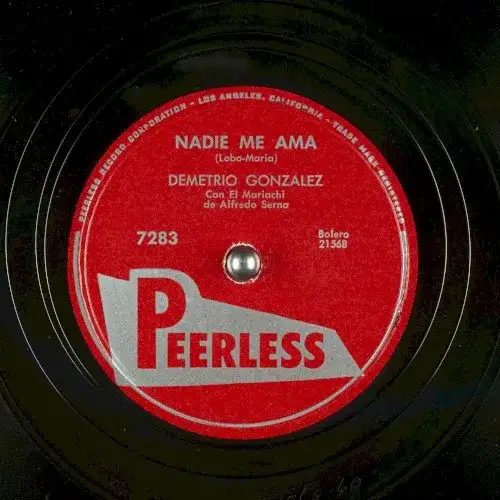 PEERLESS RECORD CORPORATION - LOS ANGELES, CALIFORNIA - TRADE MARK REGISTERED
NADIE ME AMA
(Lobo-Maria)
DEMETRIO GONZALEZ
Con El Mariachi
de Alfredo Serna
7283
Bolero
21568
PEERLESS